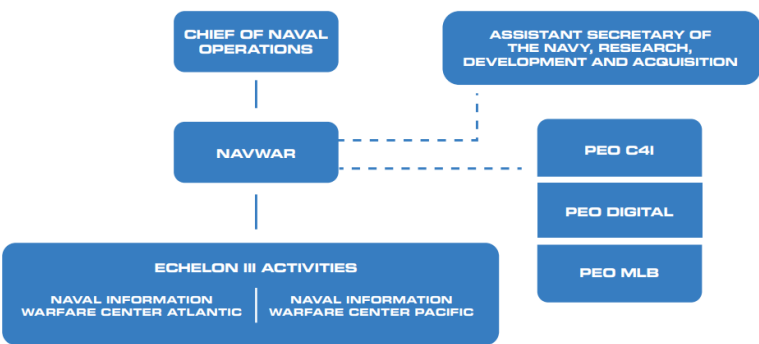 CHIEF OF NAVAL
OPERATIONS
ASSISTANT SECRETARY OF
THE NAVY, RESEARCH,
DEVELOPMENT AND ACQUISITION
NAVWAR
PEO C4I
PEO DIGITAL
PEO MLB
ECHELON III ACTIVITIES
NAVAL INFORMATION
WARFARE CENTER ATLANTIC
NAVAL INFORMATION
WARFARE CENTER PACIFIC